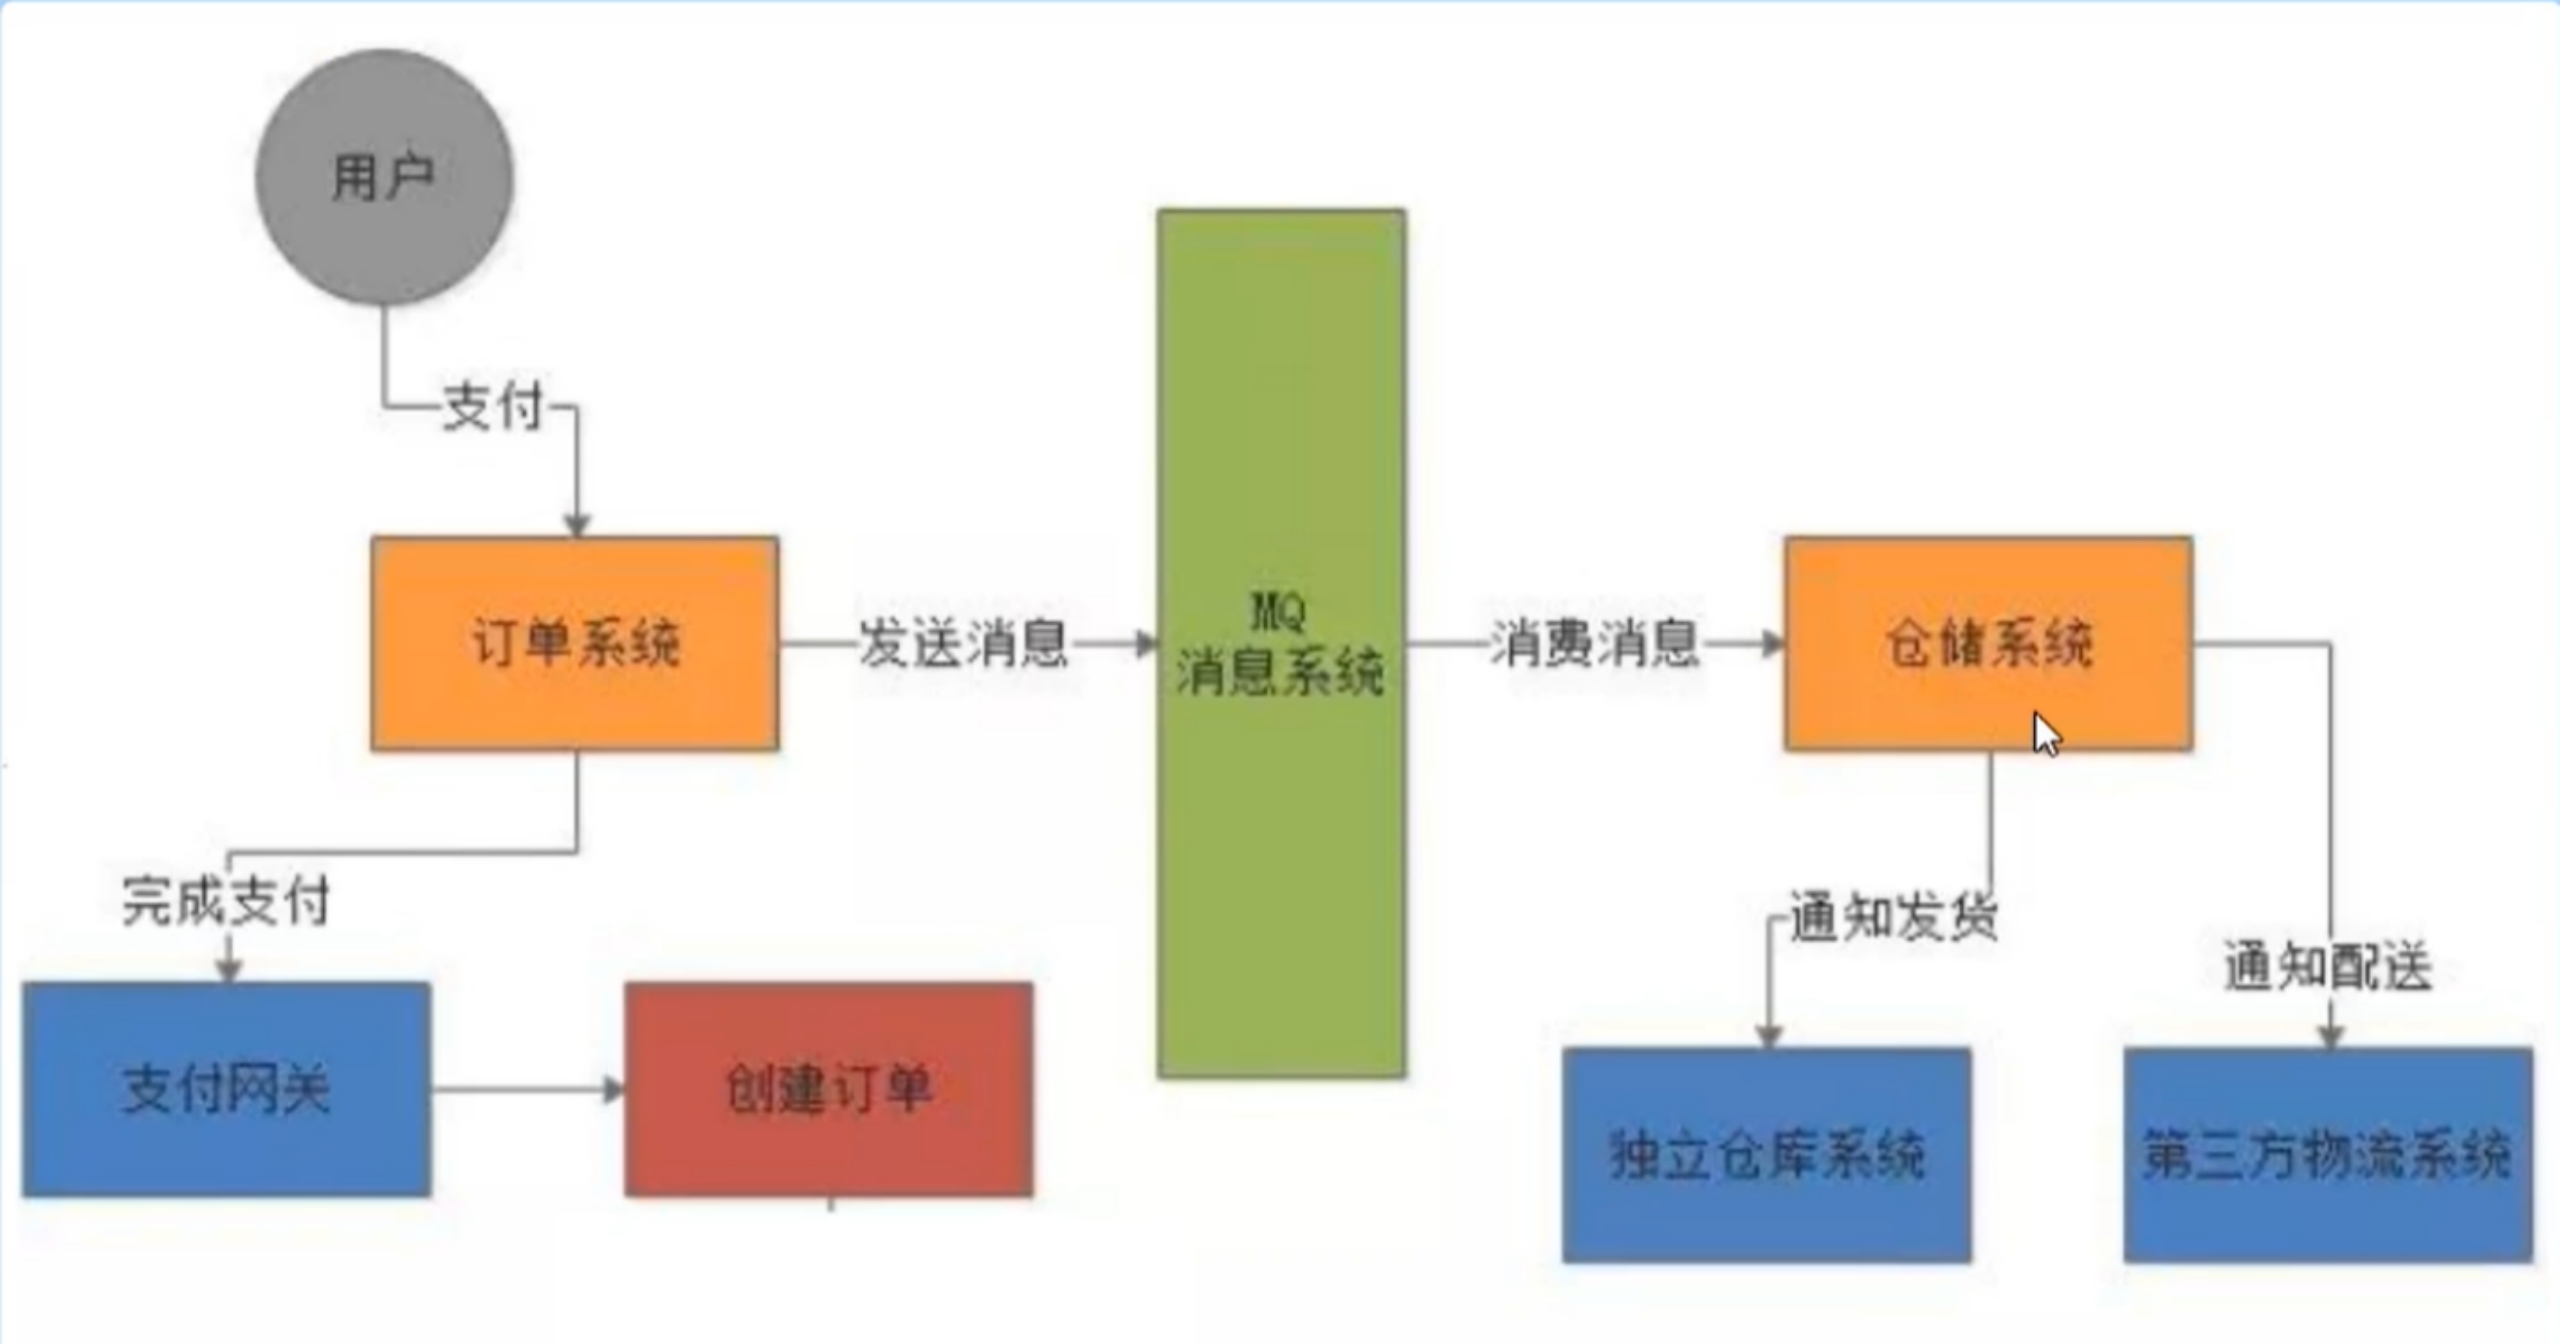 用户
支付
订单系统
发送消息
MQ
消息系统
消费消息
仓储系统
完成支付
通知发货
通知配送
支付网关
创建订单
独立仓库系统
第三方物流系统